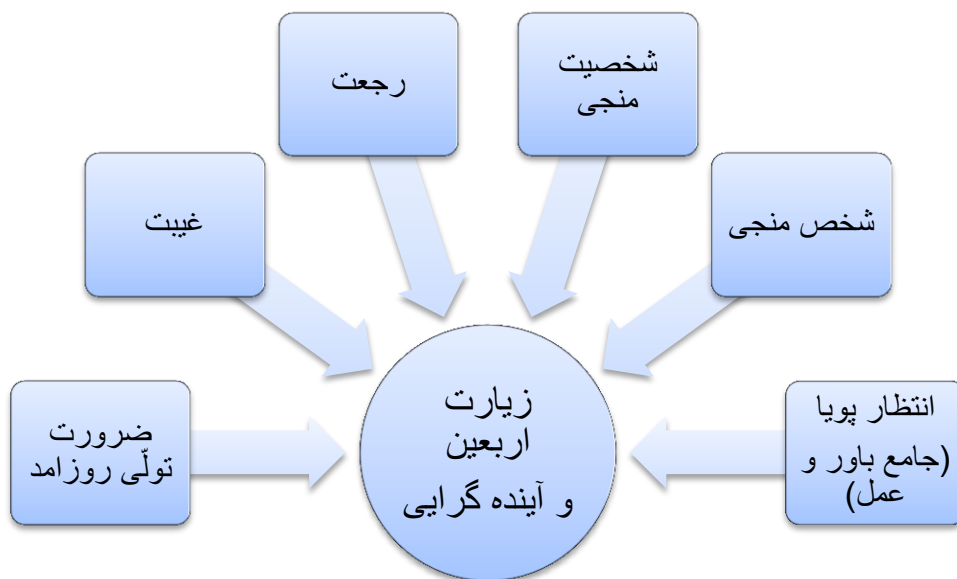 شخصیت
منجی
رجعت
شخص منجی
غیبت
زیارت
اربعین
و آینده گرایی
انتظار پویا
(جامع باور و
عمل)
ضرورت
تولّی روزامد